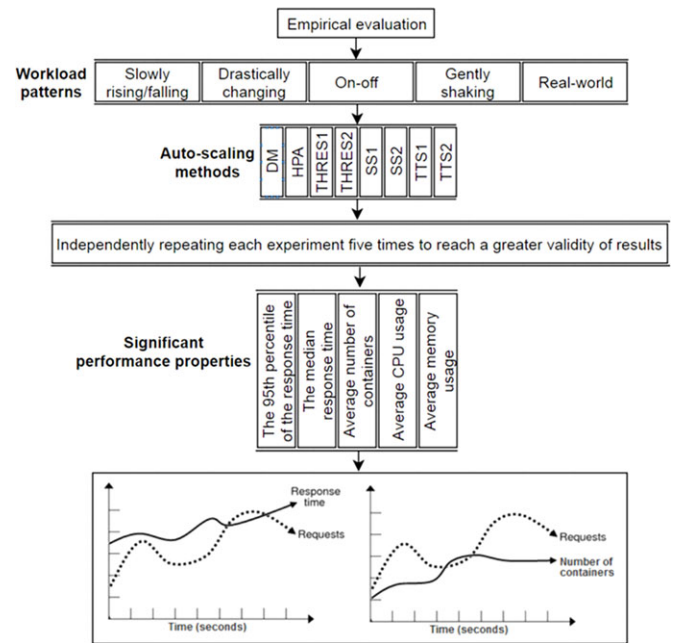 Empirical evaluation
Workload
patterns
Slowly
rising/falling
Drastically
changing
On-off
Gently
shaking
Real-world
Auto-scaling
methods
DM
HPA
THRES1
THRES2
SS1
SS2
TTS1
TTS2
Independently repeating each experiment five times to reach a greater validity of results
Significant
performance properties
The 95th percentile
of the response time
The median
response time
Average number of
containers
Average CPU usage
Average memory
usage
Response
time
Requests
Time (seconds)
Requests
Number of
containers
Time (seconds)